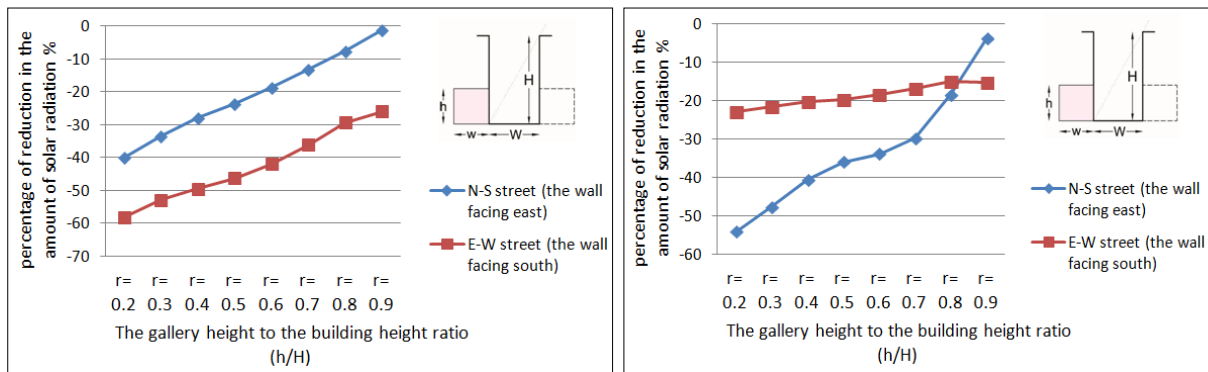 percentage of reduction in the
amount of solar radiation %
0
-10
-20
-30
-40
-50
-60
-70
r=
0.2
r=
0.3
r=
0.4
r=
0.5
r=
0.6
r=
0.7
r=
0.8
r=
0.9
The gallery height to the building height ratio
(h/H)
H
h
w
W
N-S street (the wall
facing east)
E-W street (the wall
facing south)
percentage of reduction in the
amount of solar radiation %
0
-10
-20
-30
-40
-50
-60
r=
0.2
r=
0.3
r=
0.4
r=
0.5
r=
0.6
r=
0.7
r=
0.8
r=
0.9
The gallery height to the building height ratio
(h/H)
H
h
w
W
N-S street (the wall
facing east)
E-W street (the wall
facing south)